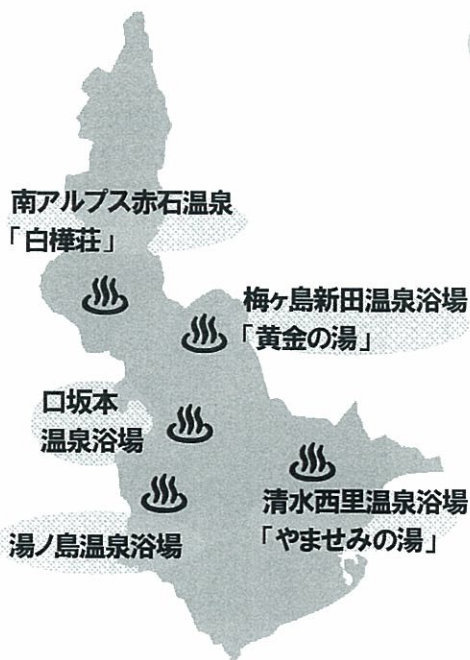 南アルプス赤石温泉
「白樺荘」
梅ヶ島新田温泉浴場
「黄金の湯」
口坂本
温泉浴場
清水西里温泉浴場
「やませみの湯」
湯ノ島温泉浴場